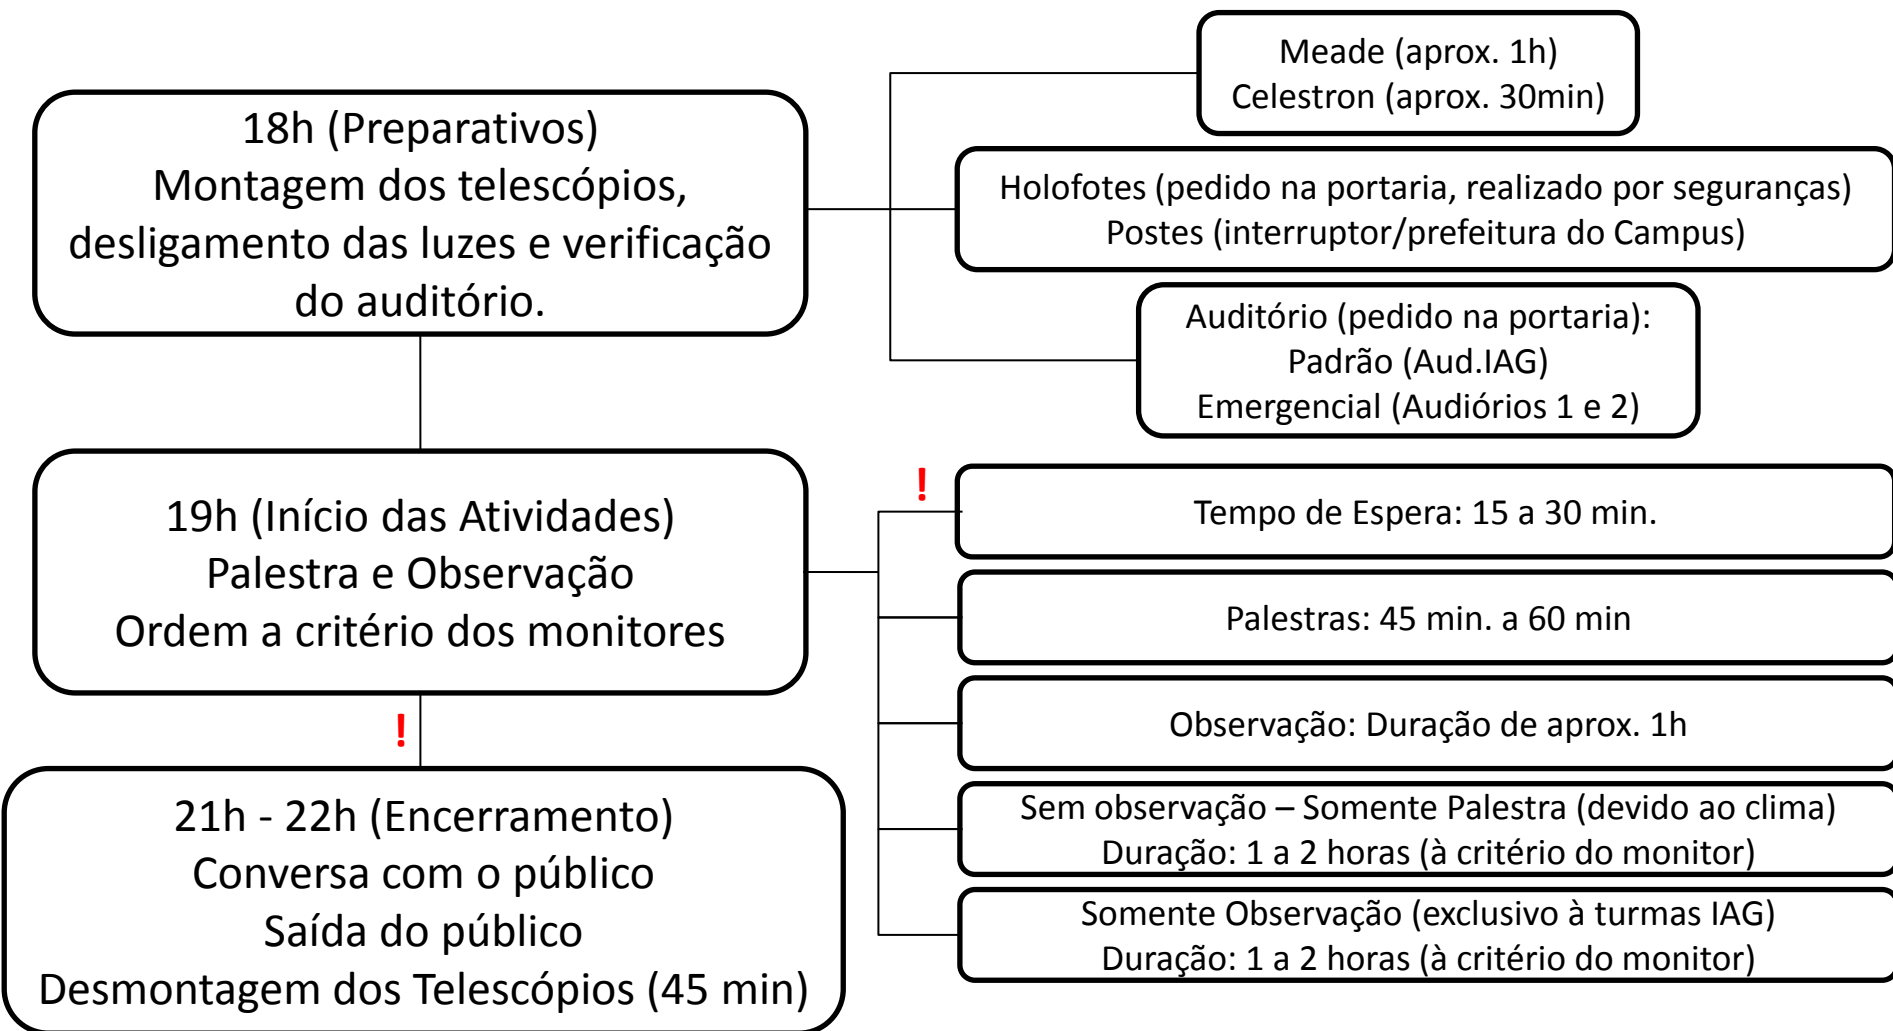 18h (Preparativos)
Montagem dos telescópios,
desligamento das luzes e verificação
do auditório.
Meade (aprox. 1h)
Celestron (aprox. 30min)
Holofotes (pedido na portaria, realizado por seguranças)
Postes (interruptor/prefeitura do Campus)
Auditório (pedido na portaria):
Padrão (Aud.IAG)
Emergencial (Audiórios 1 e 2)
19h (Início das Atividades)
Palestra e Observação
Ordem a critério dos monitores
!
Tempo de Espera: 15 a 30 min.
Palestras: 45 min. a 60 min
Observação: Duração de aprox. 1h
Sem observação – Somente Palestra (devido ao clima)
Duração: 1 a 2 horas (à critério do monitor)
Somente Observação (exclusivo à turmas IAG)
Duração: 1 a 2 horas (à critério do monitor)
!
21h - 22h (Encerramento)
Conversa com o público
Saída do público
Desmontagem dos Telescópios (45 min)